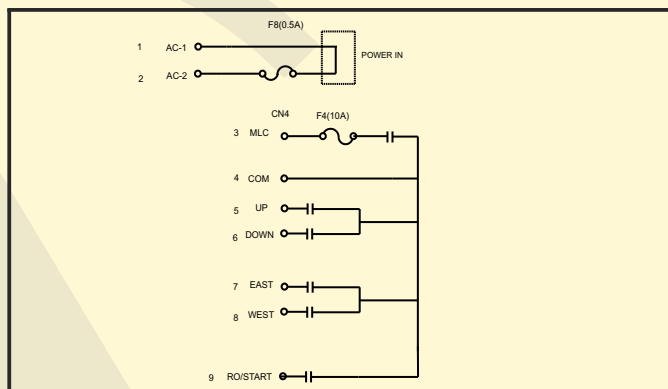 F8(0.5A)
1 AC-1
POWER IN
2 AC-2
CN4 F4(10A)
3 MLC
4 COM
5 UP
6 DOWN
7 EAST
8 WEST
9 RO/START